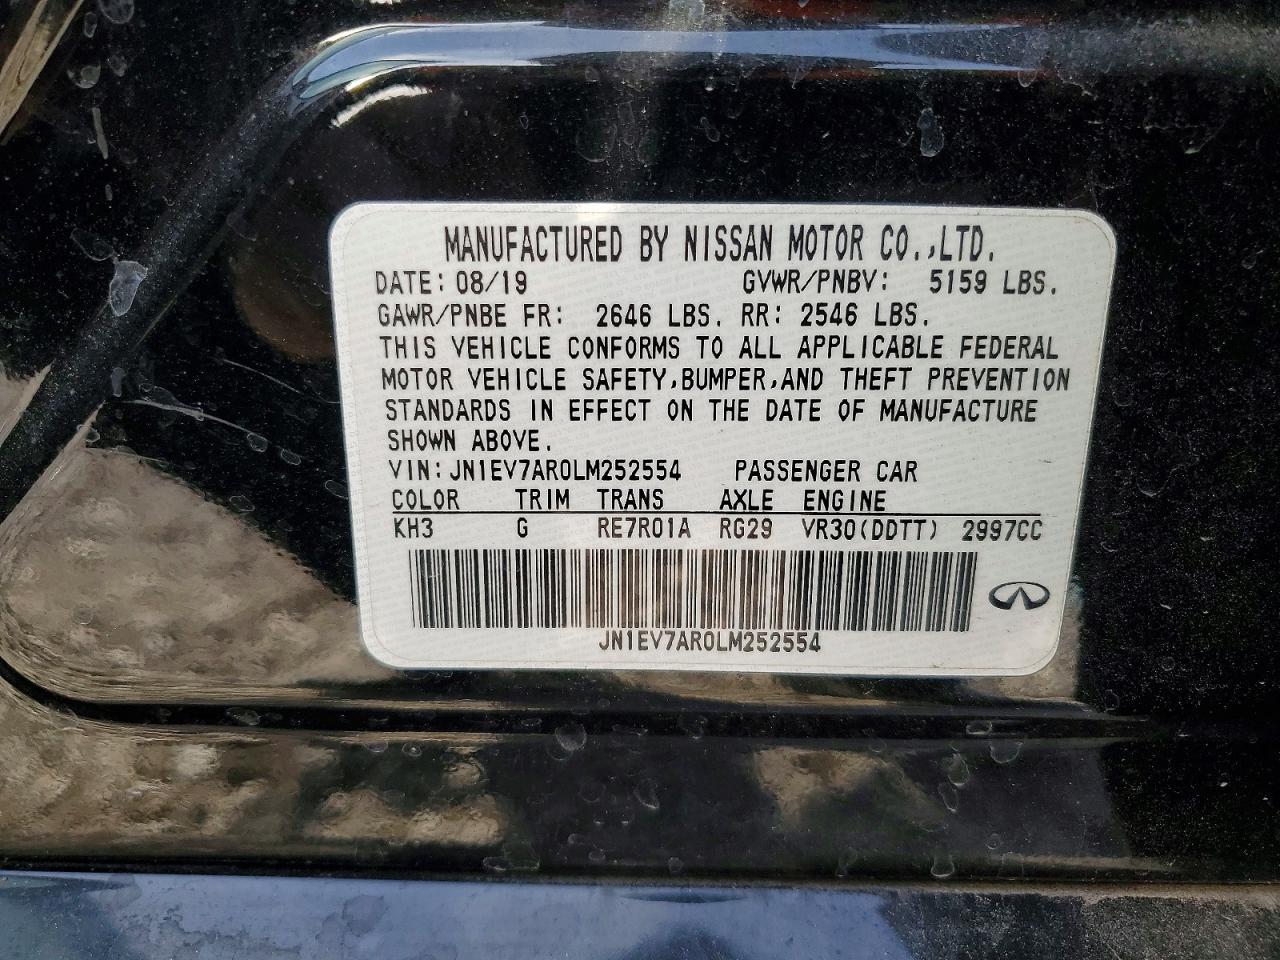 MANUFACTURED BY NISSAN MOTOR CO.,LTD.
DATE: 08/19 GVWR/PNBV: 5159 LBS.
GAWR/PNBE FR: 2646 LBS. RR: 2546 LBS.
THIS VEHICLE CONFORMS TO ALL APPLICABLE FEDERAL
MOTOR VEHICLE SAFETY,BUMPER,AND THEFT PREVENTION
STANDARDS IN EFFECT ON THE DATE OF MANUFACTURE
SHOWN ABOVE.
VIN: JN1EV7AR0LM252554 PASSENGER CAR
COLOR TRIM TRANS AXLE ENGINE
KH3 G RE7R01A RG29 VR30(DDTT) 2997CC
JN1EV7AR0LM252554